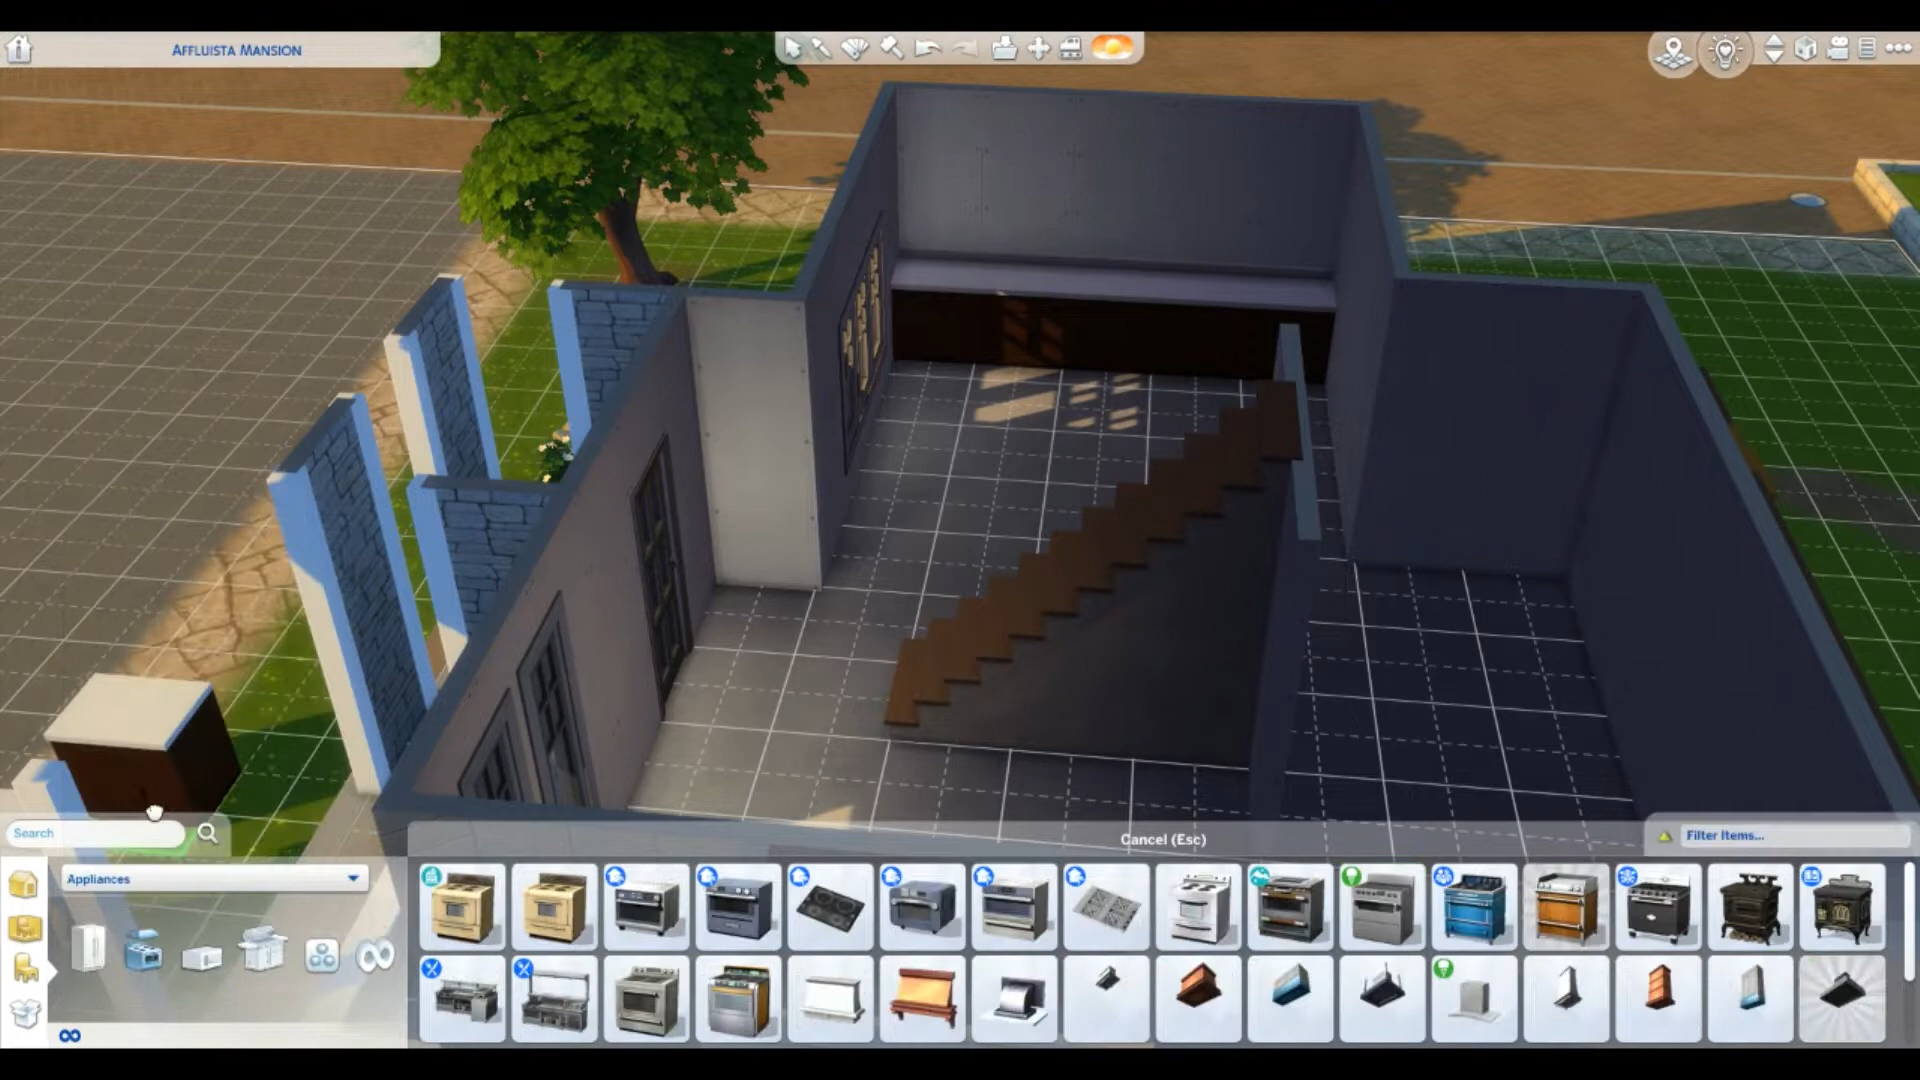 AFFLUISTA MANSION
Search
Cancel (Esc)
Filter Items...
Appliances